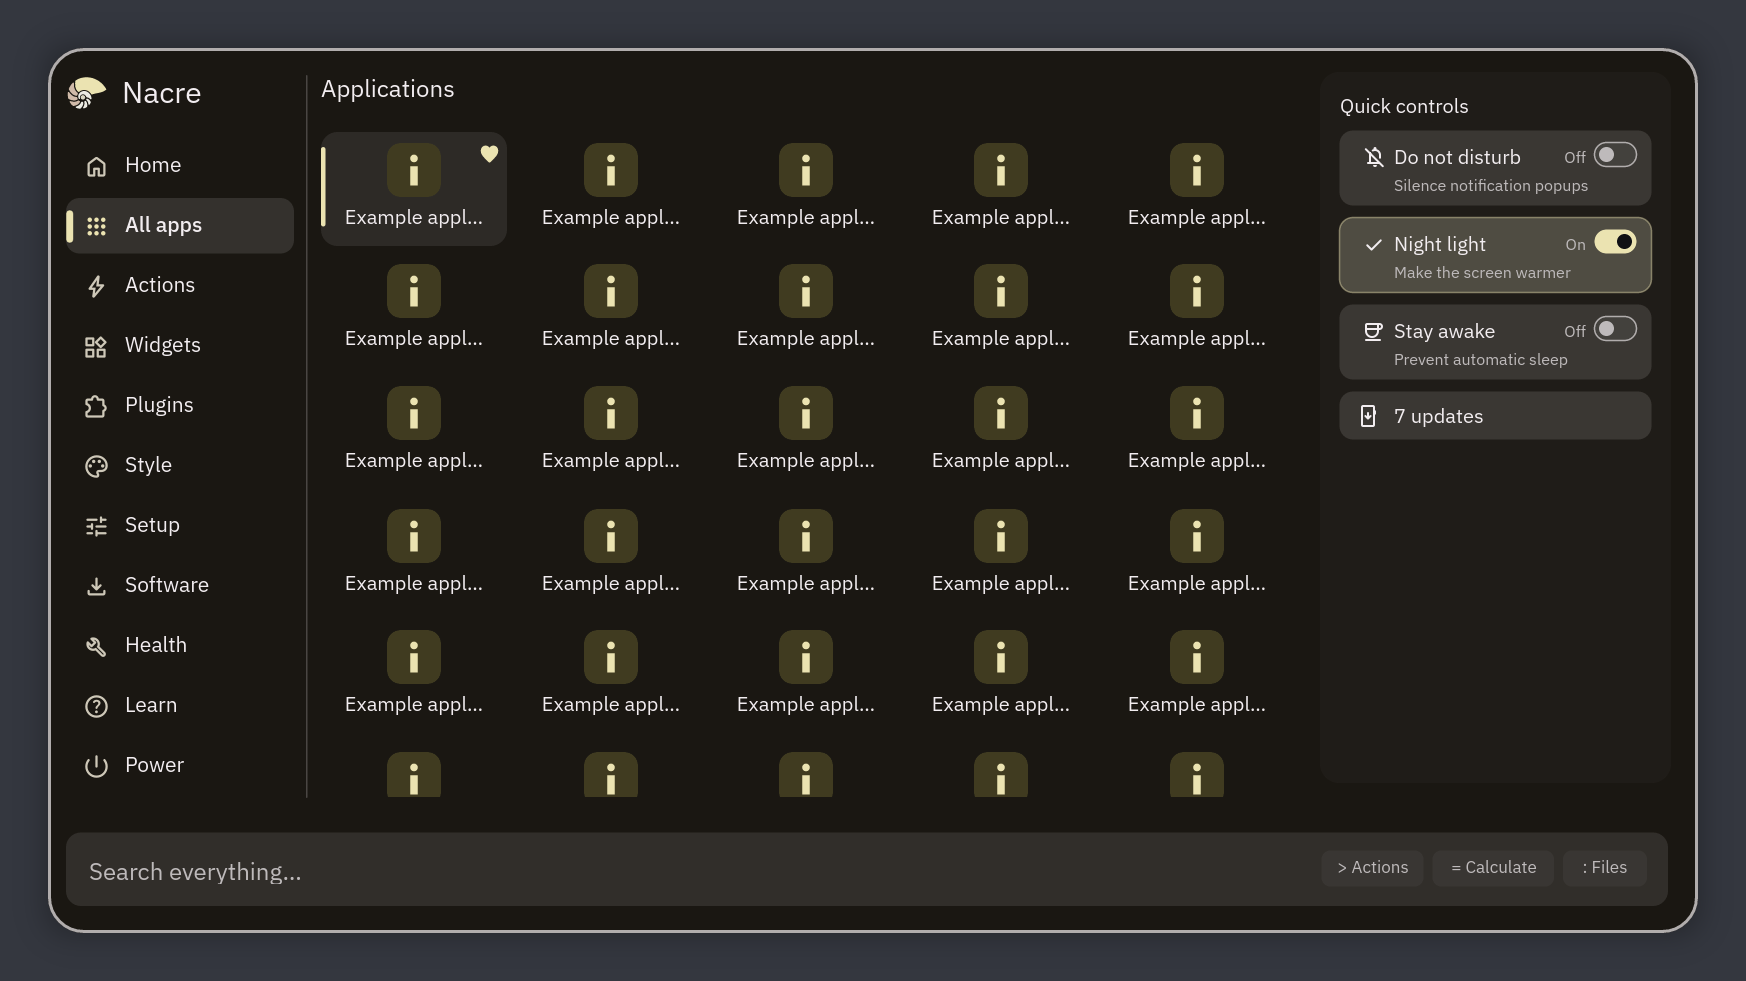 Nacre
Home
All apps
Actions
Widgets
Plugins
Style
Setup
Software
Health
Learn
Power
Applications
Example appl... Example appl... Example appl... Example appl... Example appl...
Example appl... Example appl... Example appl... Example appl... Example appl...
Example appl... Example appl... Example appl... Example appl... Example appl...
Example appl... Example appl... Example appl... Example appl... Example appl...
Example appl... Example appl... Example appl... Example appl... Example appl...
Quick controls
Do not disturb Off
Silence notification popups
Night light On
Make the screen warmer
Stay awake Off
Prevent automatic sleep
7 updates
Search everything... > Actions = Calculate : Files